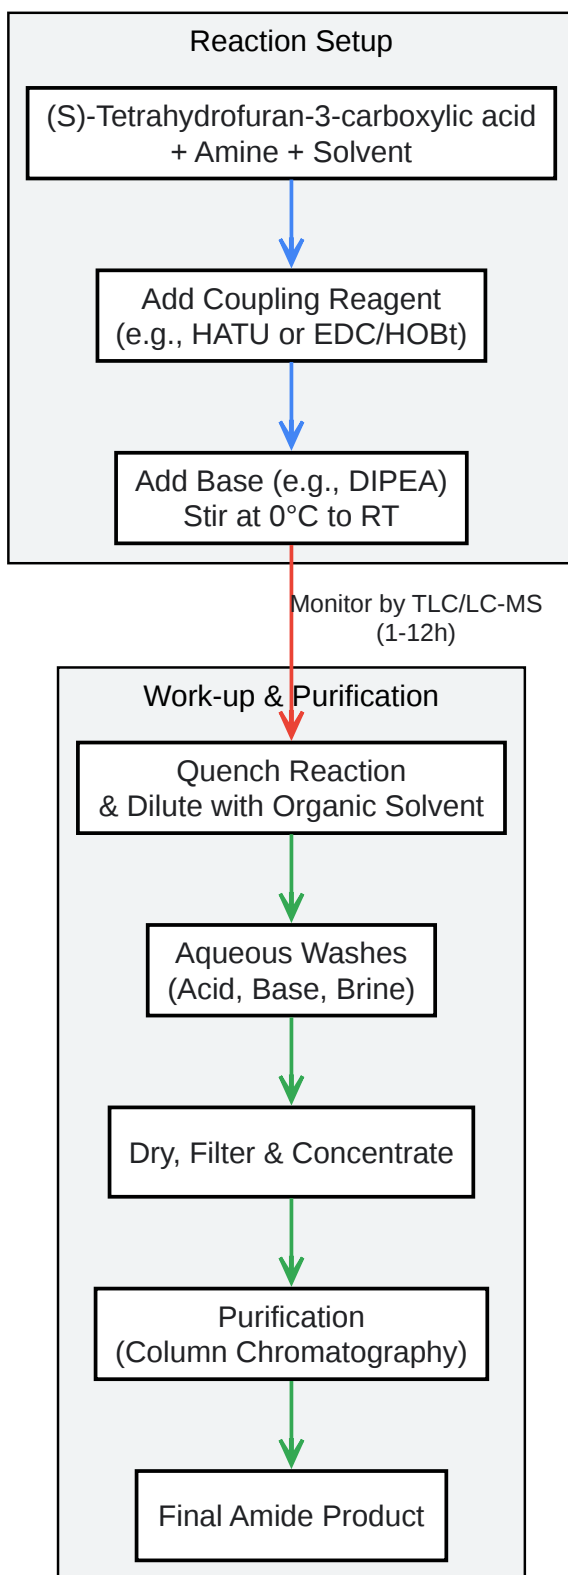 Reaction Setup
(S)-Tetrahydrofuran-3-carboxylic acid
+ Amine + Solvent
Add Coupling Reagent
(e.g., HATU or EDC/HOBt)
Add Base (e.g., DIPEA)
Stir at 0°C to RT
Monitor by TLC/LC-MS
(1-12h)
Work-up & Purification
Quench Reaction
& Dilute with Organic Solvent
Aqueous Washes
(Acid, Base, Brine)
Dry, Filter & Concentrate
Purification
(Column Chromatography)
Final Amide Product